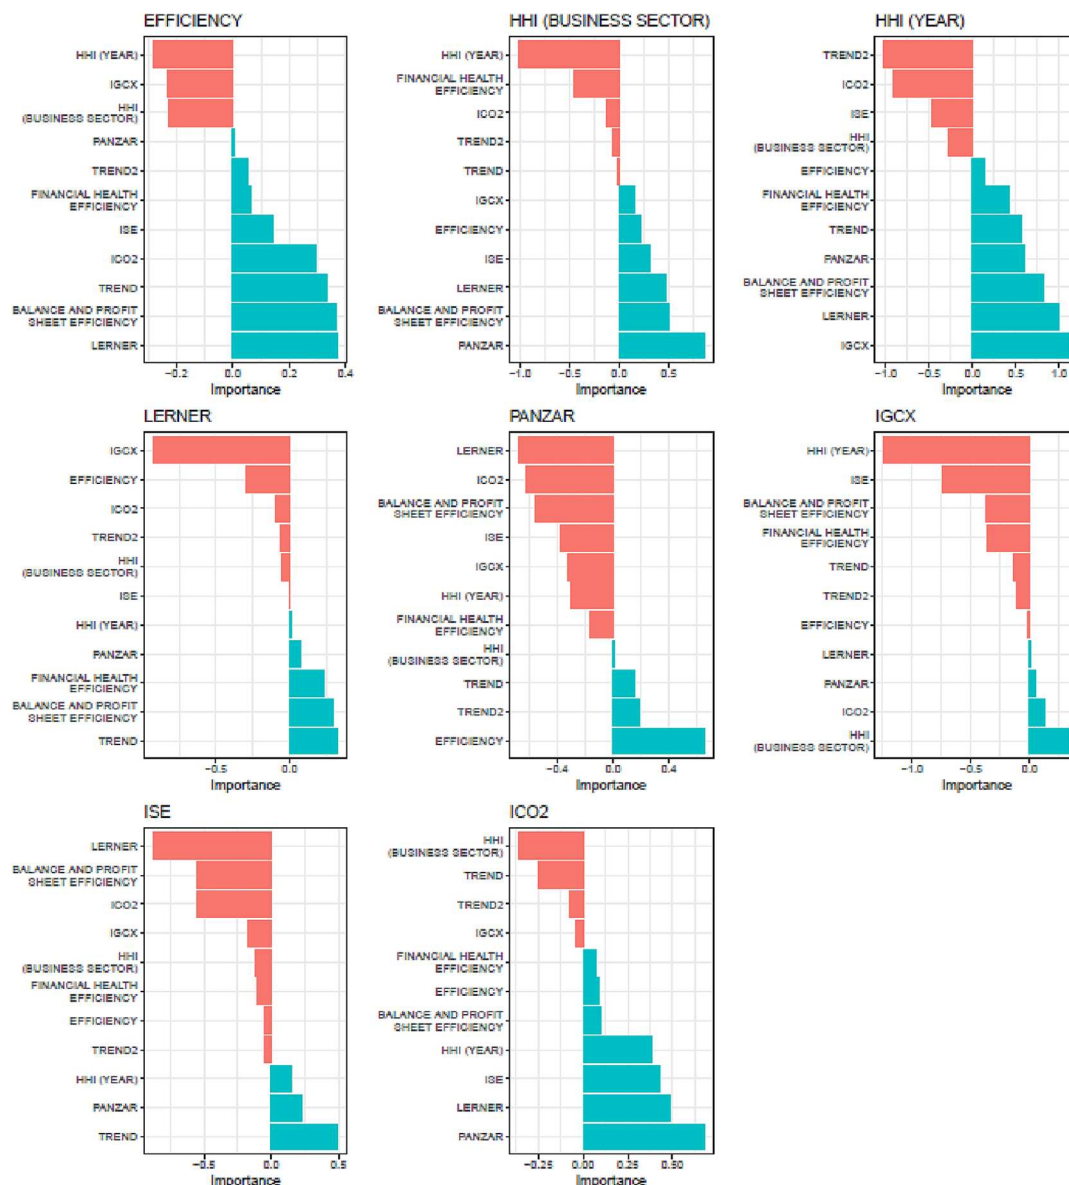 EFFICIENCY
HHI (YEAR)
IGCX
HHI
(BUSINESS SECTOR)
PANZAR
TREND2
FINANCIAL HEALTH
EFFICIENCY
ISE
ICO2
TREND
BALANCE AND PROFIT
SHEET EFFICIENCY
LERNER
−0.2 0.0 0.2 0.4
Importance
HHI (BUSINESS SECTOR)
HHI (YEAR)
FINANCIAL HEALTH
EFFICIENCY
ICO2
TREND2
TREND
IGCX
EFFICIENCY
ISE
LERNER
BALANCE AND PROFIT
SHEET EFFICIENCY
PANZAR
−1.0 −0.5 0.0 0.5
Importance
HHI (YEAR)
TREND2
ICO2
ISE
HHI
(BUSINESS SECTOR)
EFFICIENCY
FINANCIAL HEALTH
EFFICIENCY
TREND
PANZAR
BALANCE AND PROFIT
SHEET EFFICIENCY
LERNER
IGCX
−1.0 −0.5 0.0 0.5 1.0
Importance
LERNER
IGCX
EFFICIENCY
ICO2
TREND2
HHI
(BUSINESS SECTOR)
ISE
HHI (YEAR)
PANZAR
FINANCIAL HEALTH
EFFICIENCY
BALANCE AND PROFIT
SHEET EFFICIENCY
TREND
−0.5 0.0
Importance
PANZAR
LERNER
ICO2
BALANCE AND PROFIT
SHEET EFFICIENCY
ISE
IGCX
HHI (YEAR)
FINANCIAL HEALTH
EFFICIENCY
HHI
(BUSINESS SECTOR)
TREND
TREND2
EFFICIENCY
−0.4 0.0 0.4
Importance
IGCX
HHI (YEAR)
ISE
BALANCE AND PROFIT
SHEET EFFICIENCY
FINANCIAL HEALTH
EFFICIENCY
TREND
TREND2
EFFICIENCY
LERNER
PANZAR
ICO2
HHI
(BUSINESS SECTOR)
−1.0 −0.5 0.0
Importance
ISE
LERNER
BALANCE AND PROFIT
SHEET EFFICIENCY
ICO2
IGCX
HHI
(BUSINESS SECTOR)
FINANCIAL HEALTH
EFFICIENCY
EFFICIENCY
TREND2
HHI (YEAR)
PANZAR
TREND
−0.5 0.0 0.5
Importance
ICO2
HHI
(BUSINESS SECTOR)
TREND
TREND2
IGCX
FINANCIAL HEALTH
EFFICIENCY
EFFICIENCY
BALANCE AND PROFIT
SHEET EFFICIENCY
HHI (YEAR)
ISE
LERNER
PANZAR
−0.25 0.00 0.25 0.50
Importance